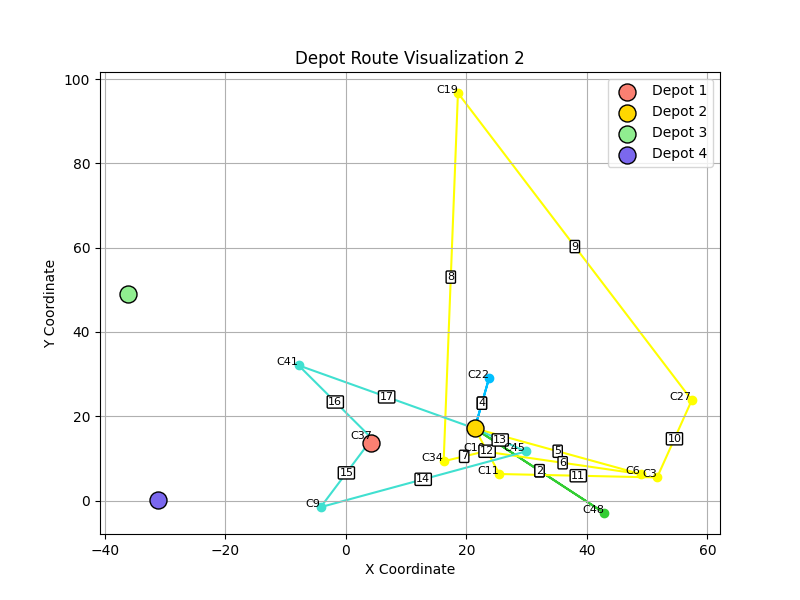 Depot Route Visualization 2
100
80
60
40
20
0
Y Coordinate
−40
−20
0
20
40
60
X Coordinate
Depot 1
Depot 2
Depot 3
Depot 4
C19
8
9
C41
16
17
C22
4
C27
10
C37
15
C9
14
C34
7
12
13
C45
C11
5
6
2
11
C6
C3
C48